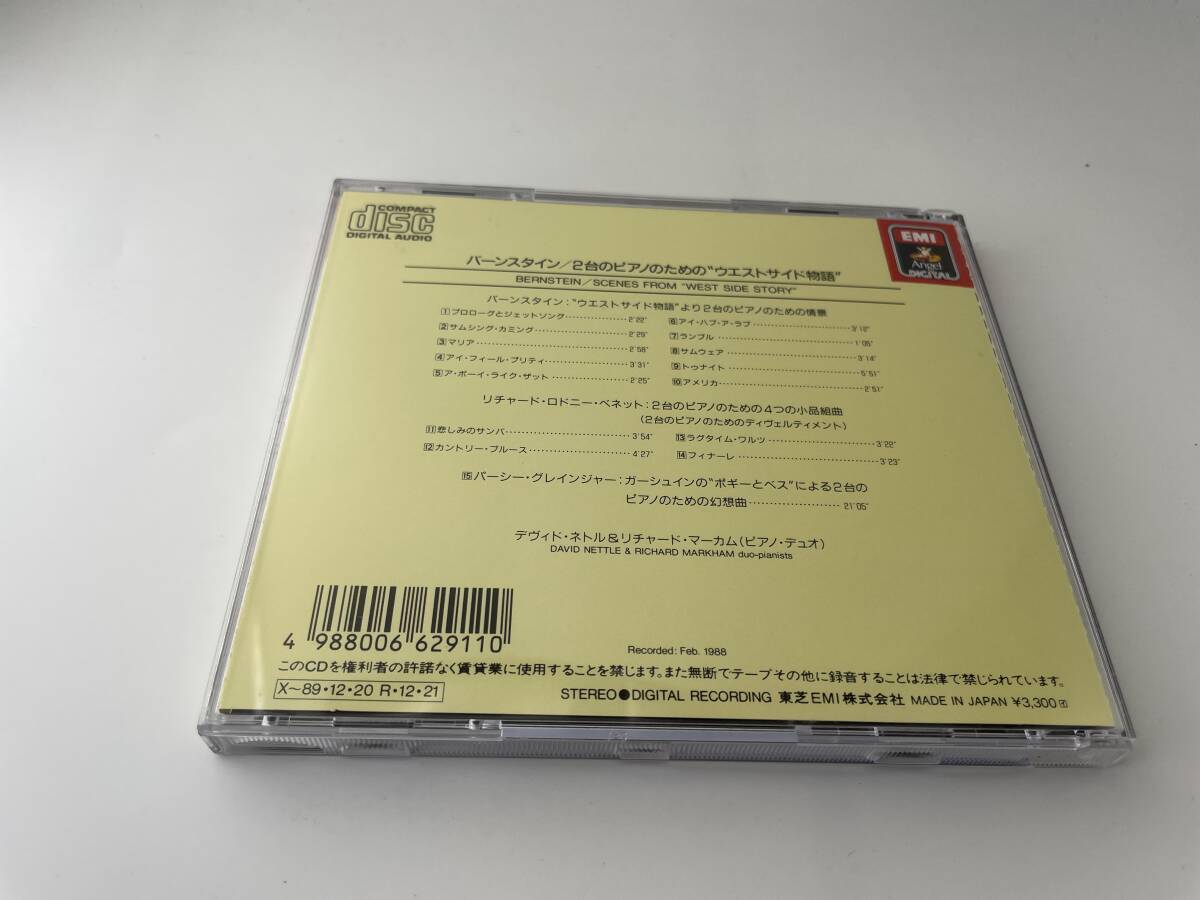 COMPACT
disc
DIGITAL AUDIO
EMI
Angel
DIGITAL
バーンスタイン/2台のピアノのための"ウエストサイド物語"
BERNSTEIN/SCENES FROM "WEST SIDE STORY"
バーンスタイン:"ウエストサイド物語"より2台のピアノのための情景
1 プロローグとジェットソング 2'22"
2 サムシング・カミング 2'29"
3 マリア 2'58"
4 アイ・フィール・プリティ 3'31"
5 ア・ボーイ・ライク・ザット 2'25"
6 アイ・ハブ・ア・ラブ 3'12"
7 ランブル 1'05"
8 サムウェア 3'14"
9 トゥナイト 5'51"
10 アメリカ 2'51"
リチャード・ロドニー・ベネット:2台のピアノのための4つの小品組曲
(2台のピアノのためのディヴェルティメント)
11 悲しみのサンバ 3'54"
12 カントリー・ブルース 4'27"
13 ラグタイム・ワルツ 3'22"
14 フィナーレ 3'23"
15 パーシー・グレインジャー:ガーシュインの"ポギーとベス"による2台の
ピアノのための幻想曲 21'05"
デヴィド・ネトル&リチャード・マーカム(ピアノ・デュオ)
DAVID NETTLE & RICHARD MARKHAM duo-pianists
4 988006 629110
Recorded: Feb. 1988
このCDを権利者の許諾なく賃貸業に使用することを禁じます。また無断でテープその他に録音することは法律で禁じられています。
X〜89・12・20 R・12・21
STEREO●DIGITAL RECORDING 東芝EMI株式会社 MADE IN JAPAN ¥3,300